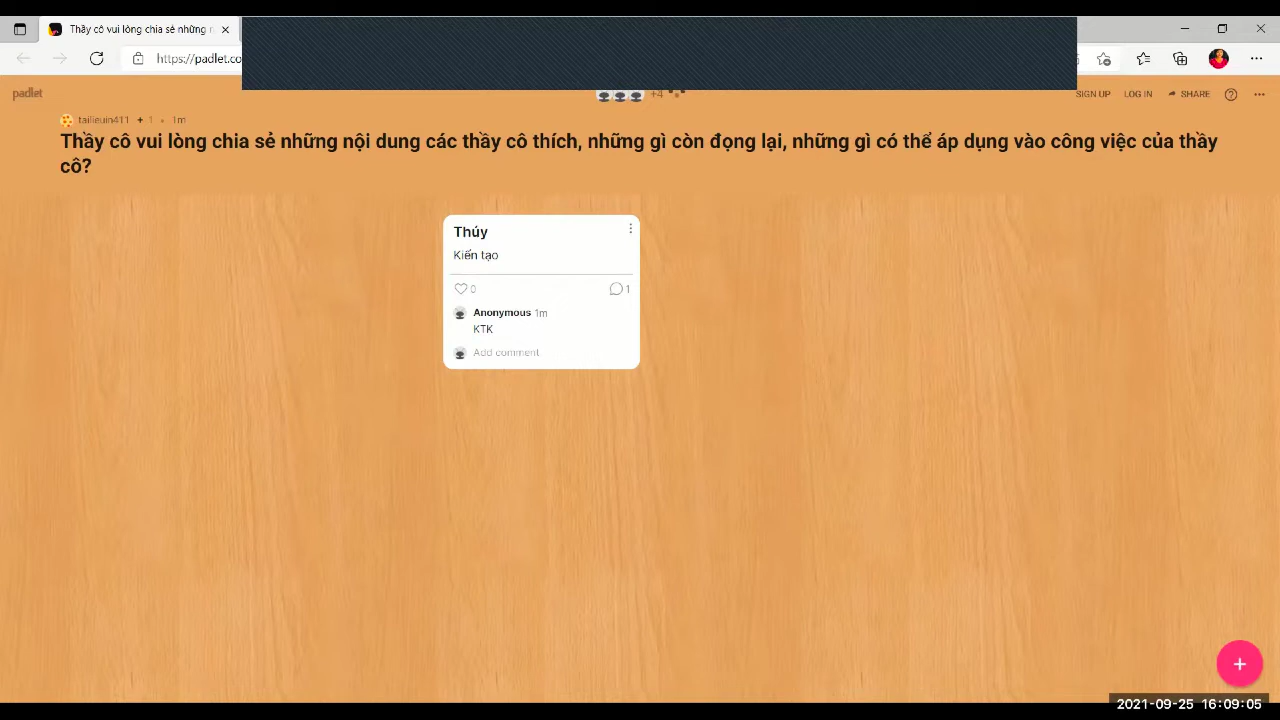 Thầy cô vui lòng chia sẻ những n
https://padlet.co
padlet
+4
SIGN UP LOG IN SHARE
tailieuin411 + 1 • 1m
Thầy cô vui lòng chia sẻ những nội dung các thầy cô thích, những gì còn đọng lại, những gì có thể áp dụng vào công việc của thầy
cô?
Thúy
Kiến tạo
0 1
Anonymous 1m
KTK
Add comment
2021-09-25 16:09:05